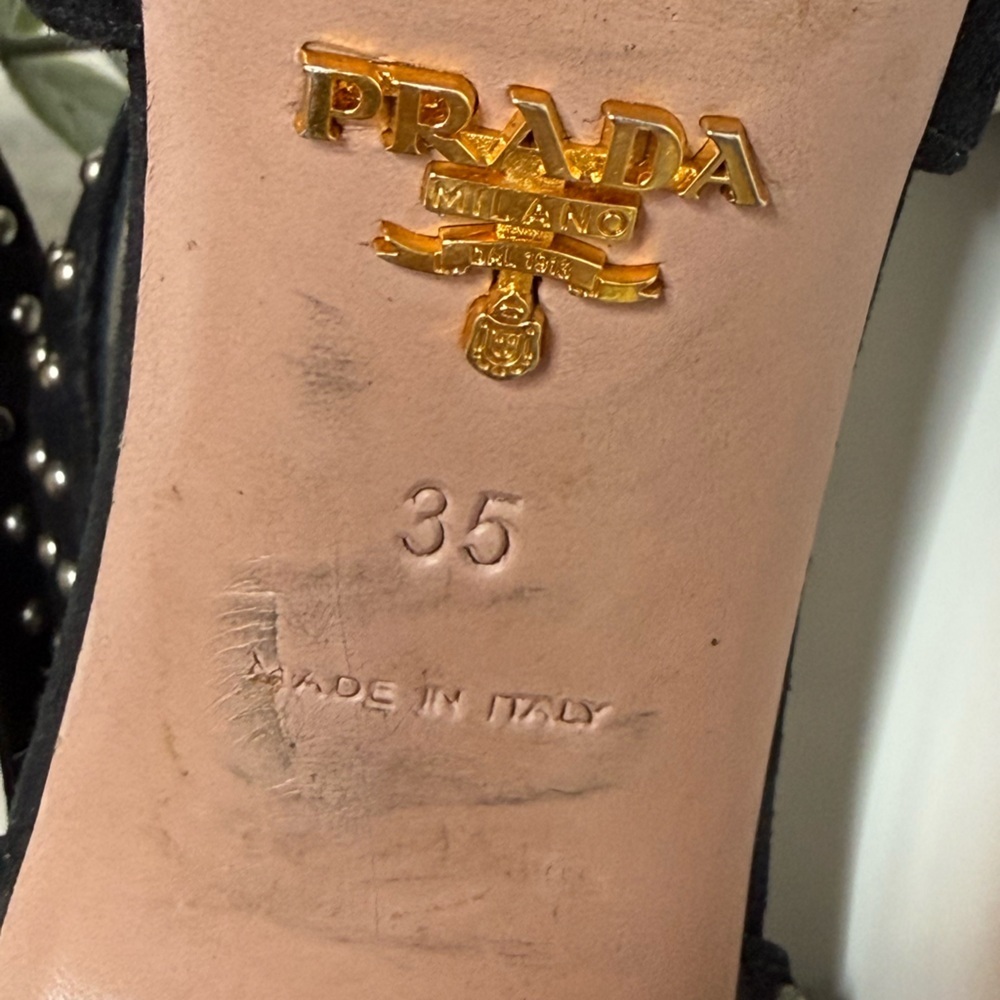 PRADA
MILANO
DAL 1913
35
MADE IN ITALY